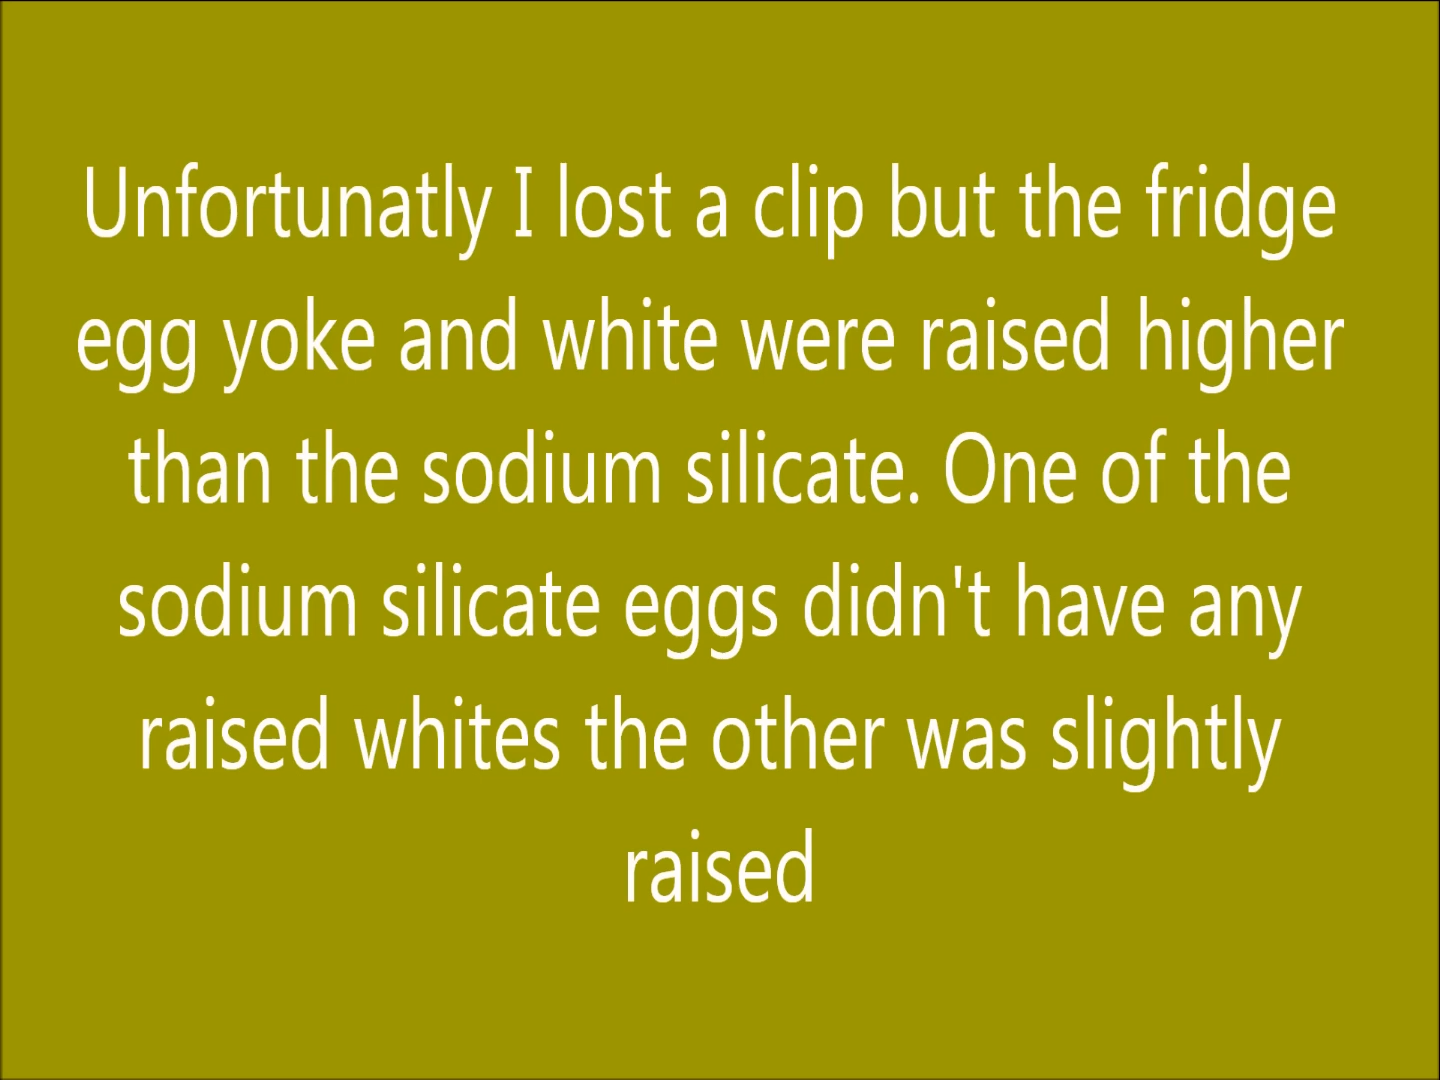 Unfortunatly I lost a clip but the fridge
egg yoke and white were raised higher
than the sodium silicate. One of the
sodium silicate eggs didn't have any
raised whites the other was slightly
raised